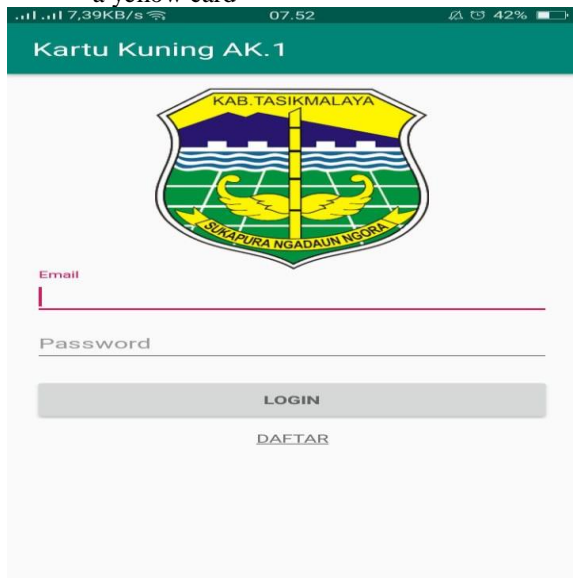 a yellow card
7,39KB/s 07.52 42%
Kartu Kuning AK.1
KAB.TASIKMALAYA
SUKAPURA NGADAUN NGORA
Email
Password
LOGIN
DAFTAR